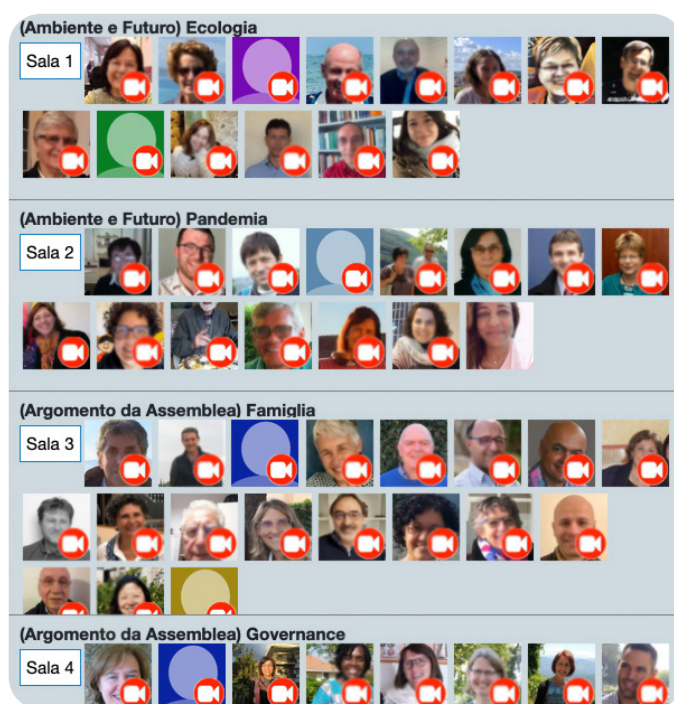 (Ambiente e Futuro) Ecologia
Sala 1
(Ambiente e Futuro) Pandemia
Sala 2
(Argomento da Assemblea) Famiglia
Sala 3
(Argomento da Assemblea) Governance
Sala 4